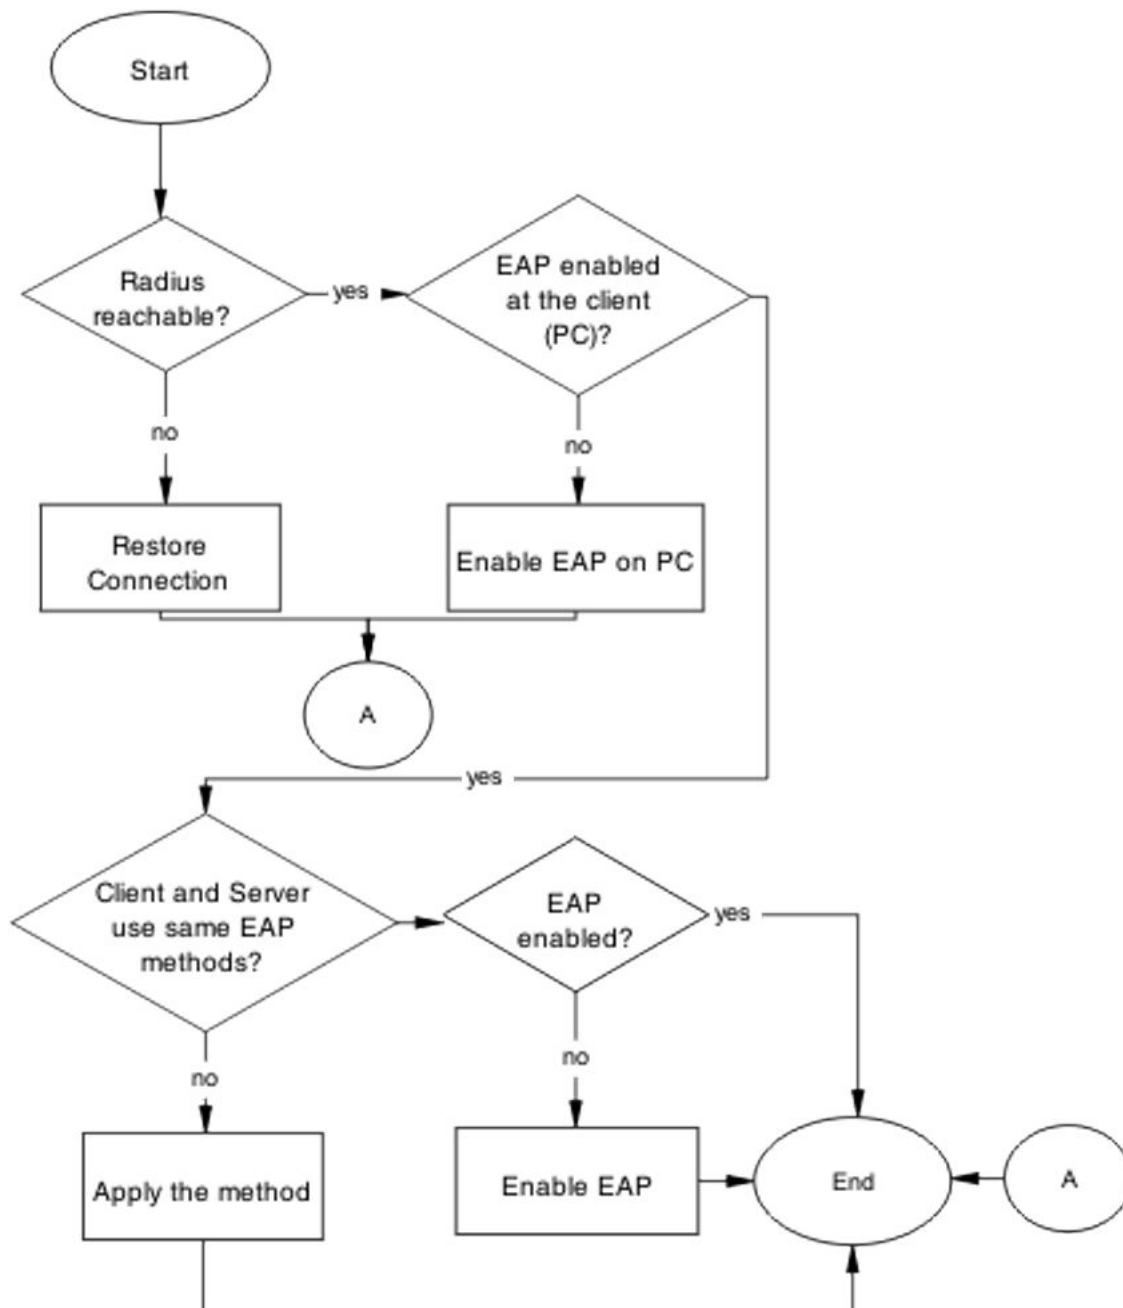 Start
Radius
reachable?
yes
EAP enabled
at the client
(PC)?
no
no
Restore
Connection
Enable EAP on PC
A
yes
Client and Server
use same EAP
methods?
EAP
enabled?
yes
no
no
Apply the method
Enable EAP
End
A